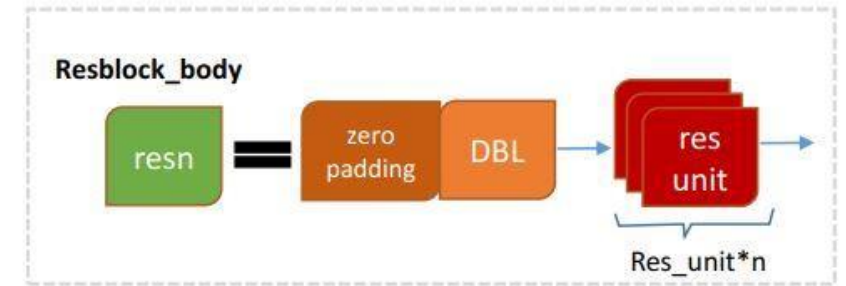 Resblock_body
resn
zero
padding
DBL
res
unit
Res_unit*n